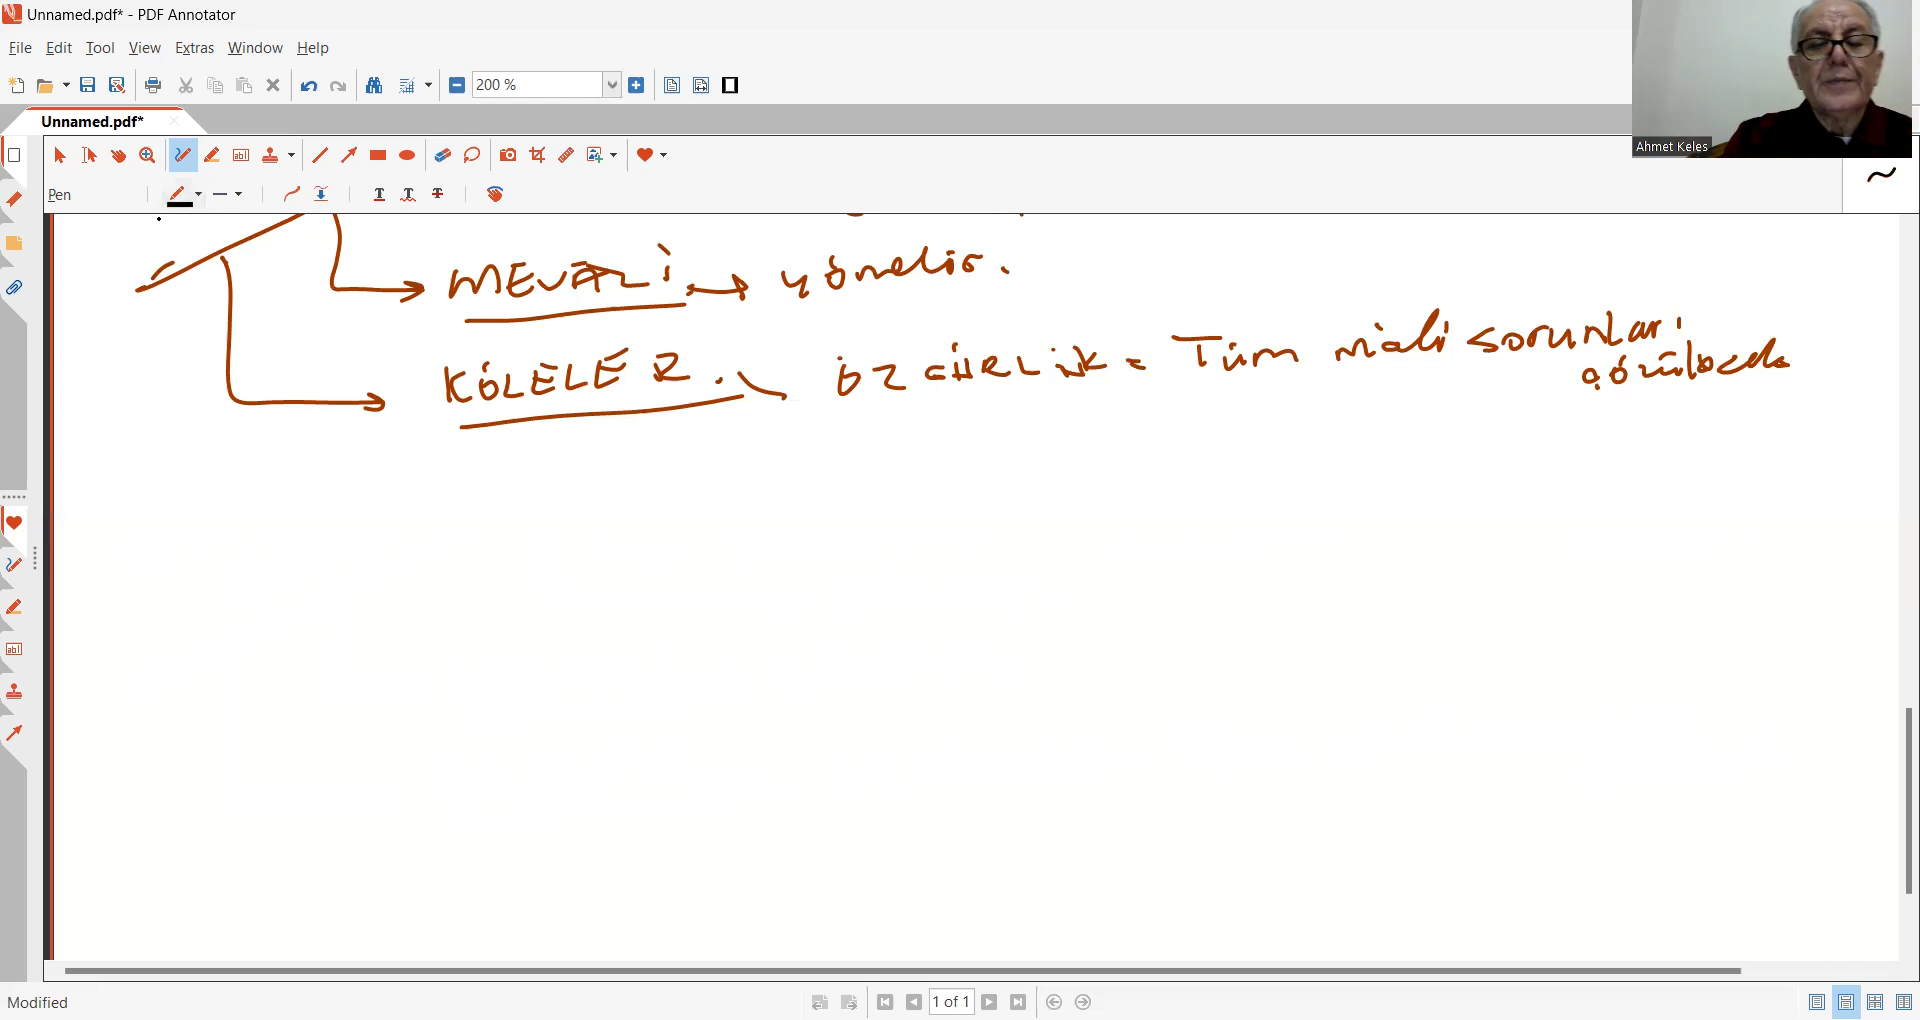 Unnamed.pdf* - PDF Annotator
File Edit Tool View Extras Window Help
200 %
Unnamed.pdf*
Pen
Ahmet Keles
MEVALİ → yönelir.
KÖLELER. ÖZGÜRLÜK = Tüm mali sorunları
çözülecek
Modified
1 of 1